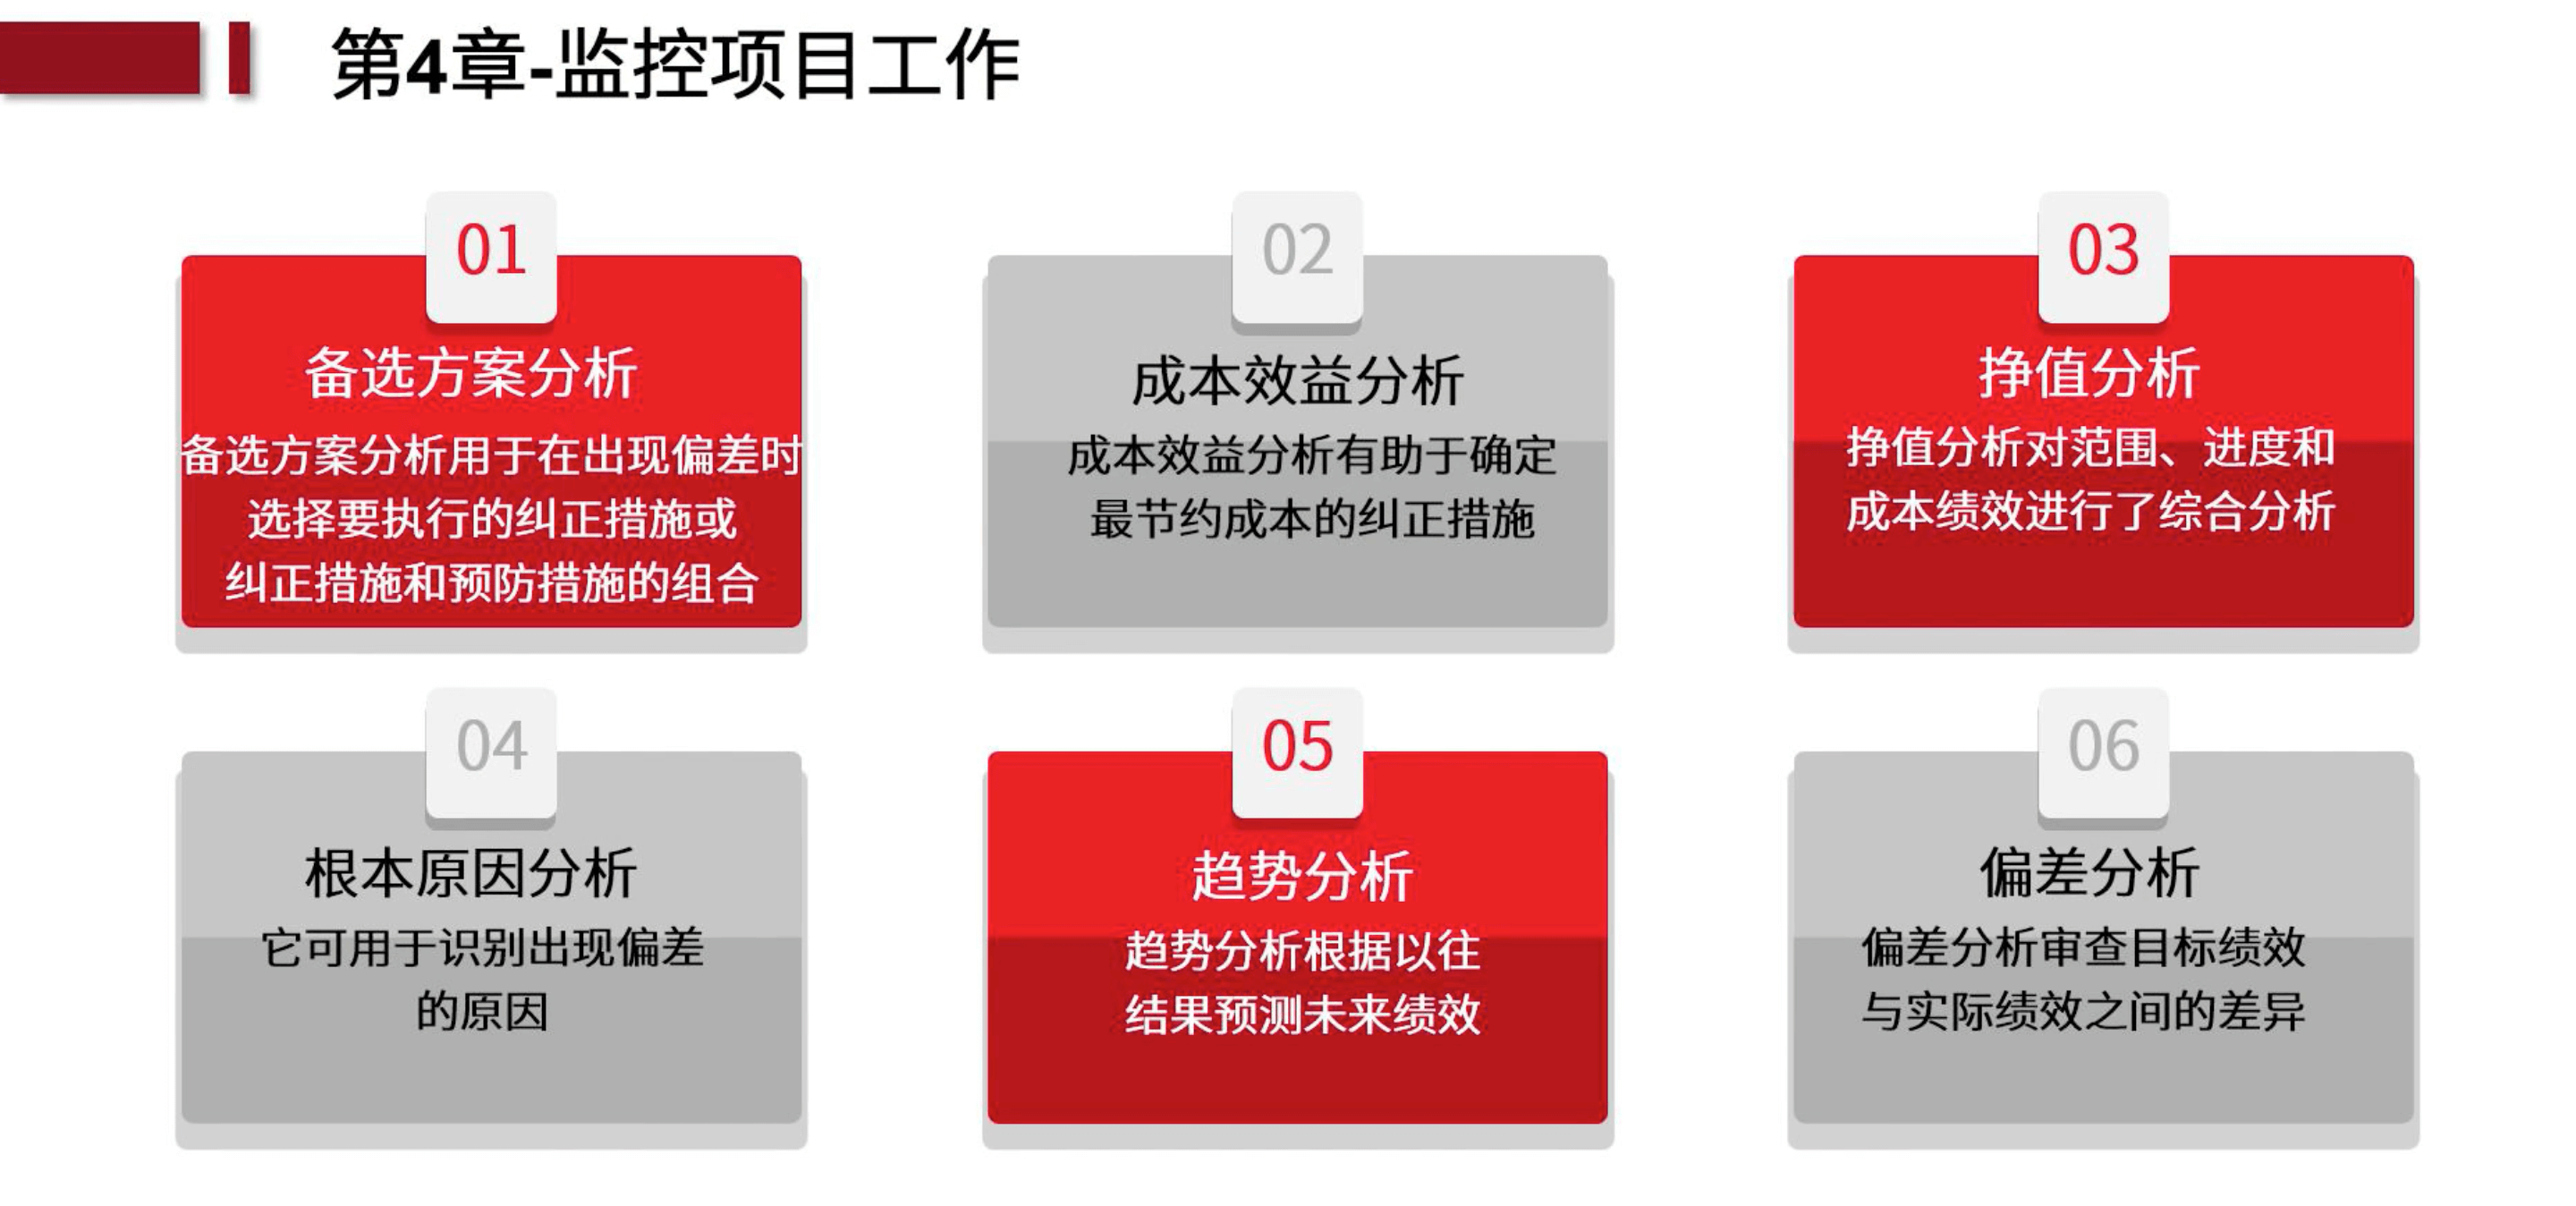 第4章-监控项目工作
01
备选方案分析
备选方案分析用于在出现偏差时
选择要执行的纠正措施或
纠正措施和预防措施的组合
02
成本效益分析
成本效益分析有助于确定
最节约成本的纠正措施
03
挣值分析
挣值分析对范围、进度和
成本绩效进行了综合分析
04
根本原因分析
它可用于识别出现偏差
的原因
05
趋势分析
趋势分析根据以往
结果预测未来绩效
06
偏差分析
偏差分析审查目标绩效
与实际绩效之间的差异